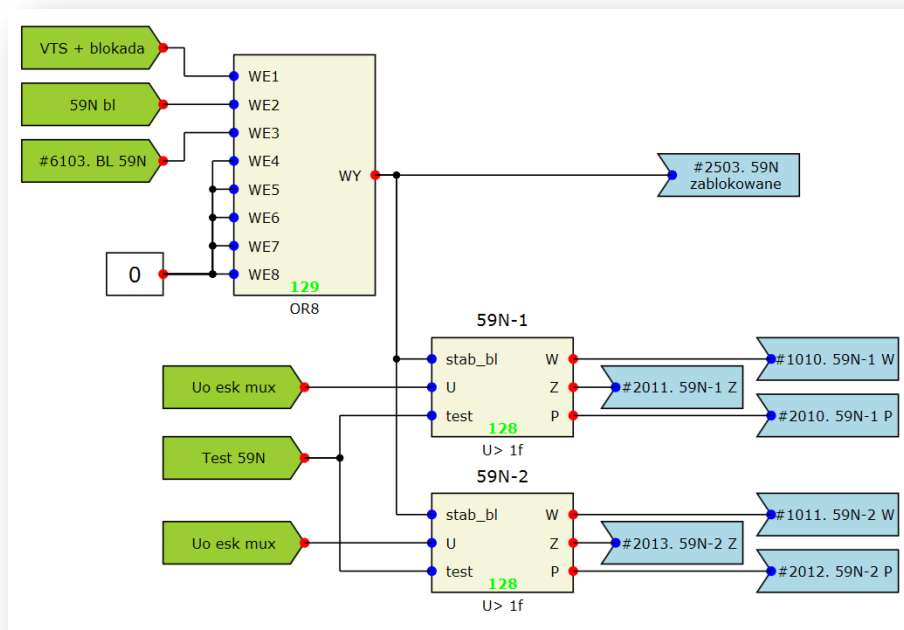 VTS + blokada
59N bl
#6103. BL 59N
0
WE1
WE2
WE3
WE4
WE5
WE6
WE7
WE8
WY
129
OR8
#2503. 59N
zablokowane
59N-1
Uo esk mux
Test 59N
stab_bl
U
test
W
Z
P
128
U> 1f
#1010. 59N-1 W
#2011. 59N-1 Z
#2010. 59N-1 P
59N-2
Uo esk mux
stab_bl
U
test
W
Z
P
128
U> 1f
#1011. 59N-2 W
#2013. 59N-2 Z
#2012. 59N-2 P